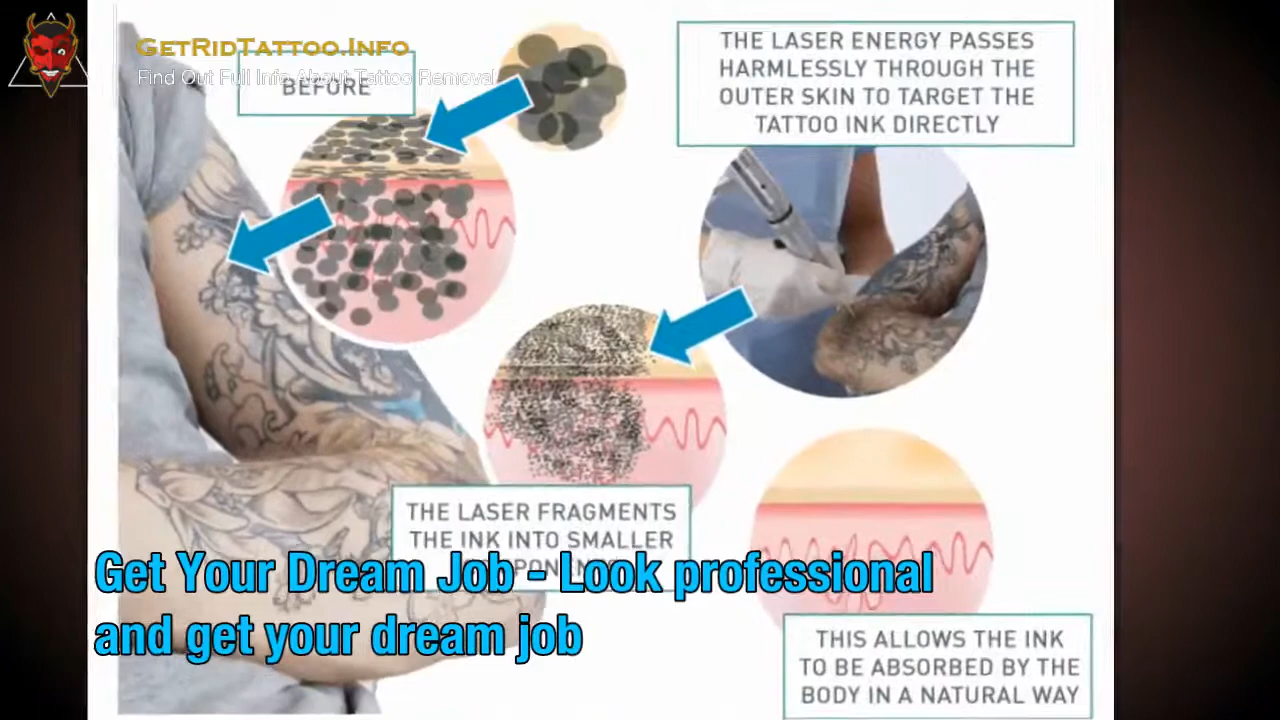 GetRidTattoo.Info
Find Out Full Info About Tattoo Removal
BEFORE
THE LASER ENERGY PASSES
HARMLESSLY THROUGH THE
OUTER SKIN TO TARGET THE
TATTOO INK DIRECTLY
THE LASER FRAGMENTS
THE INK INTO SMALLER
Get Your Dream Job - Look professional
and get your dream job
THIS ALLOWS THE INK
TO BE ABSORBED BY THE
BODY IN A NATURAL WAY